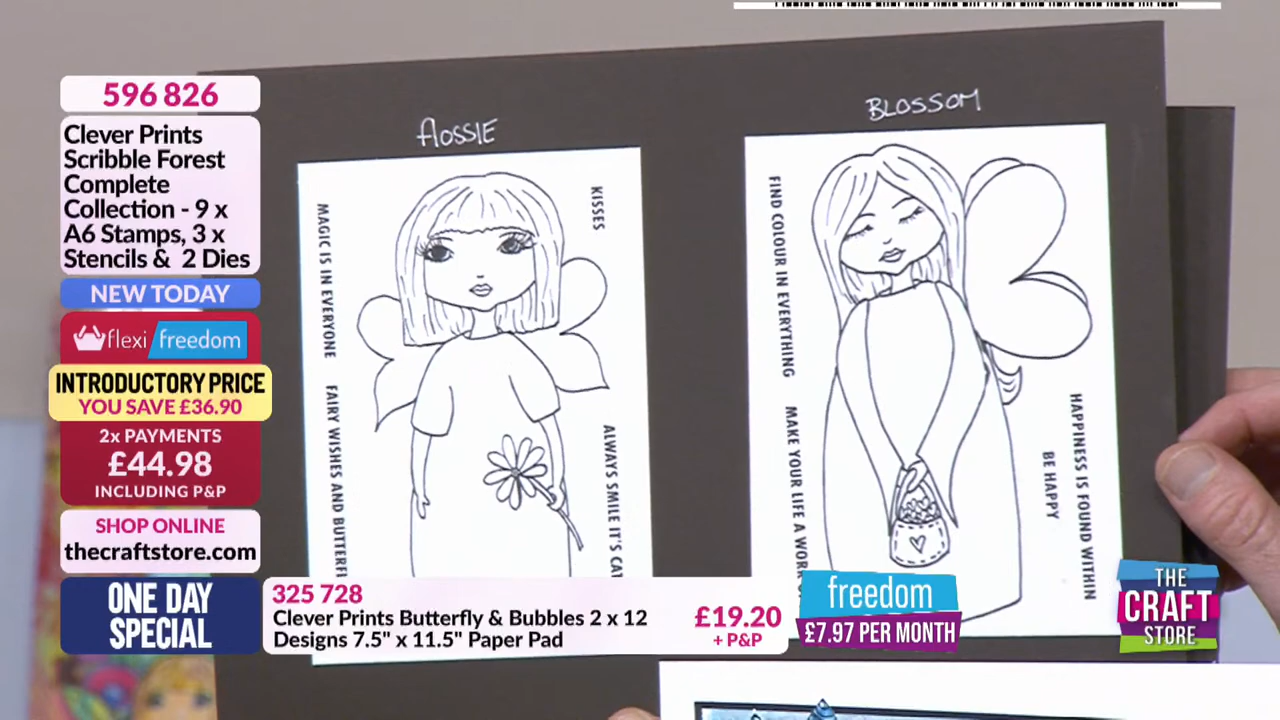 596 826
Clever Prints
Scribble Forest
Complete
Collection - 9 x
A6 Stamps, 3 x
Stencils & 2 Dies
NEW TODAY
flexi freedom
INTRODUCTORY PRICE
YOU SAVE £36.90
2x PAYMENTS
£44.98
INCLUDING P&P
SHOP ONLINE
thecraftstore.com
ONE DAY
SPECIAL
FLOSSIE
MAGIC IS IN EVERYONE
FAIRY WISHES AND
KISSES
ALWAYS SMILE IT'S
BLOSSOM
FIND COLOUR IN EVERYTHING
MAKE YOUR LIFE A
HAPPINESS IS FOUND WITHIN
BE HAPPY
325 728
Clever Prints Butterfly & Bubbles 2 x 12
Designs 7.5" x 11.5" Paper Pad
£19.20
+ P&P
freedom
£7.97 PER MONTH
THE
CRAFT
STORE